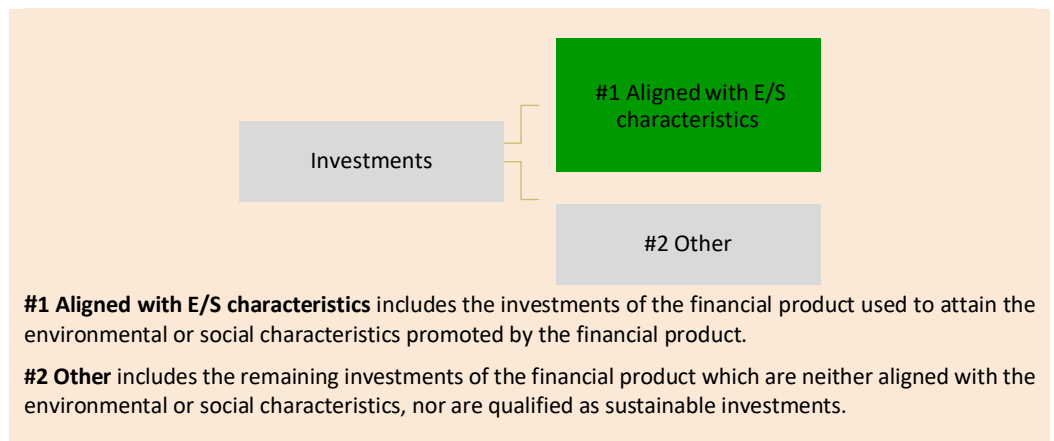 #1 Aligned with E/S
characteristics
Investments
#2 Other
#1 Aligned with E/S characteristics includes the investments of the financial product used to attain the
environmental or social characteristics promoted by the financial product.
#2 Other includes the remaining investments of the financial product which are neither aligned with the
environmental or social characteristics, nor are qualified as sustainable investments.